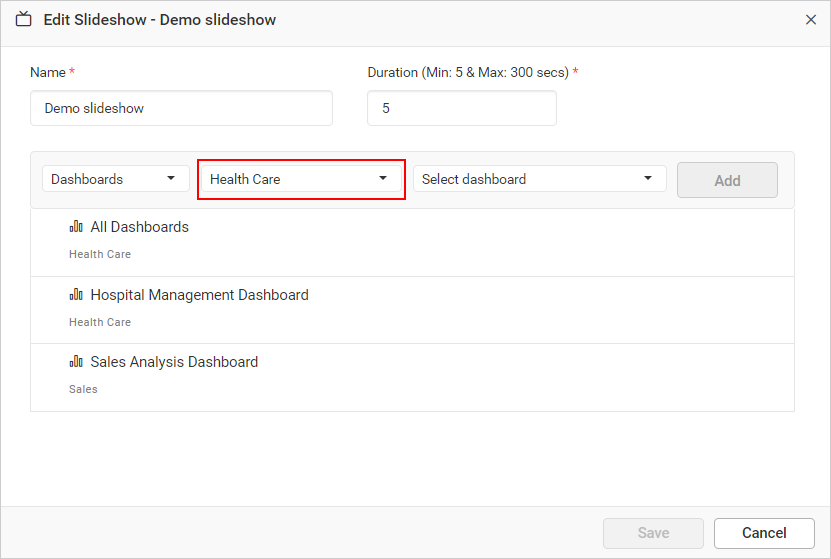 Edit Slideshow - Demo slideshow
Name * Duration (Min: 5 & Max: 300 secs) *
Demo slideshow 5
Dashboards Health Care Select dashboard Add
All Dashboards
Health Care
Hospital Management Dashboard
Health Care
Sales Analysis Dashboard
Sales
Save Cancel